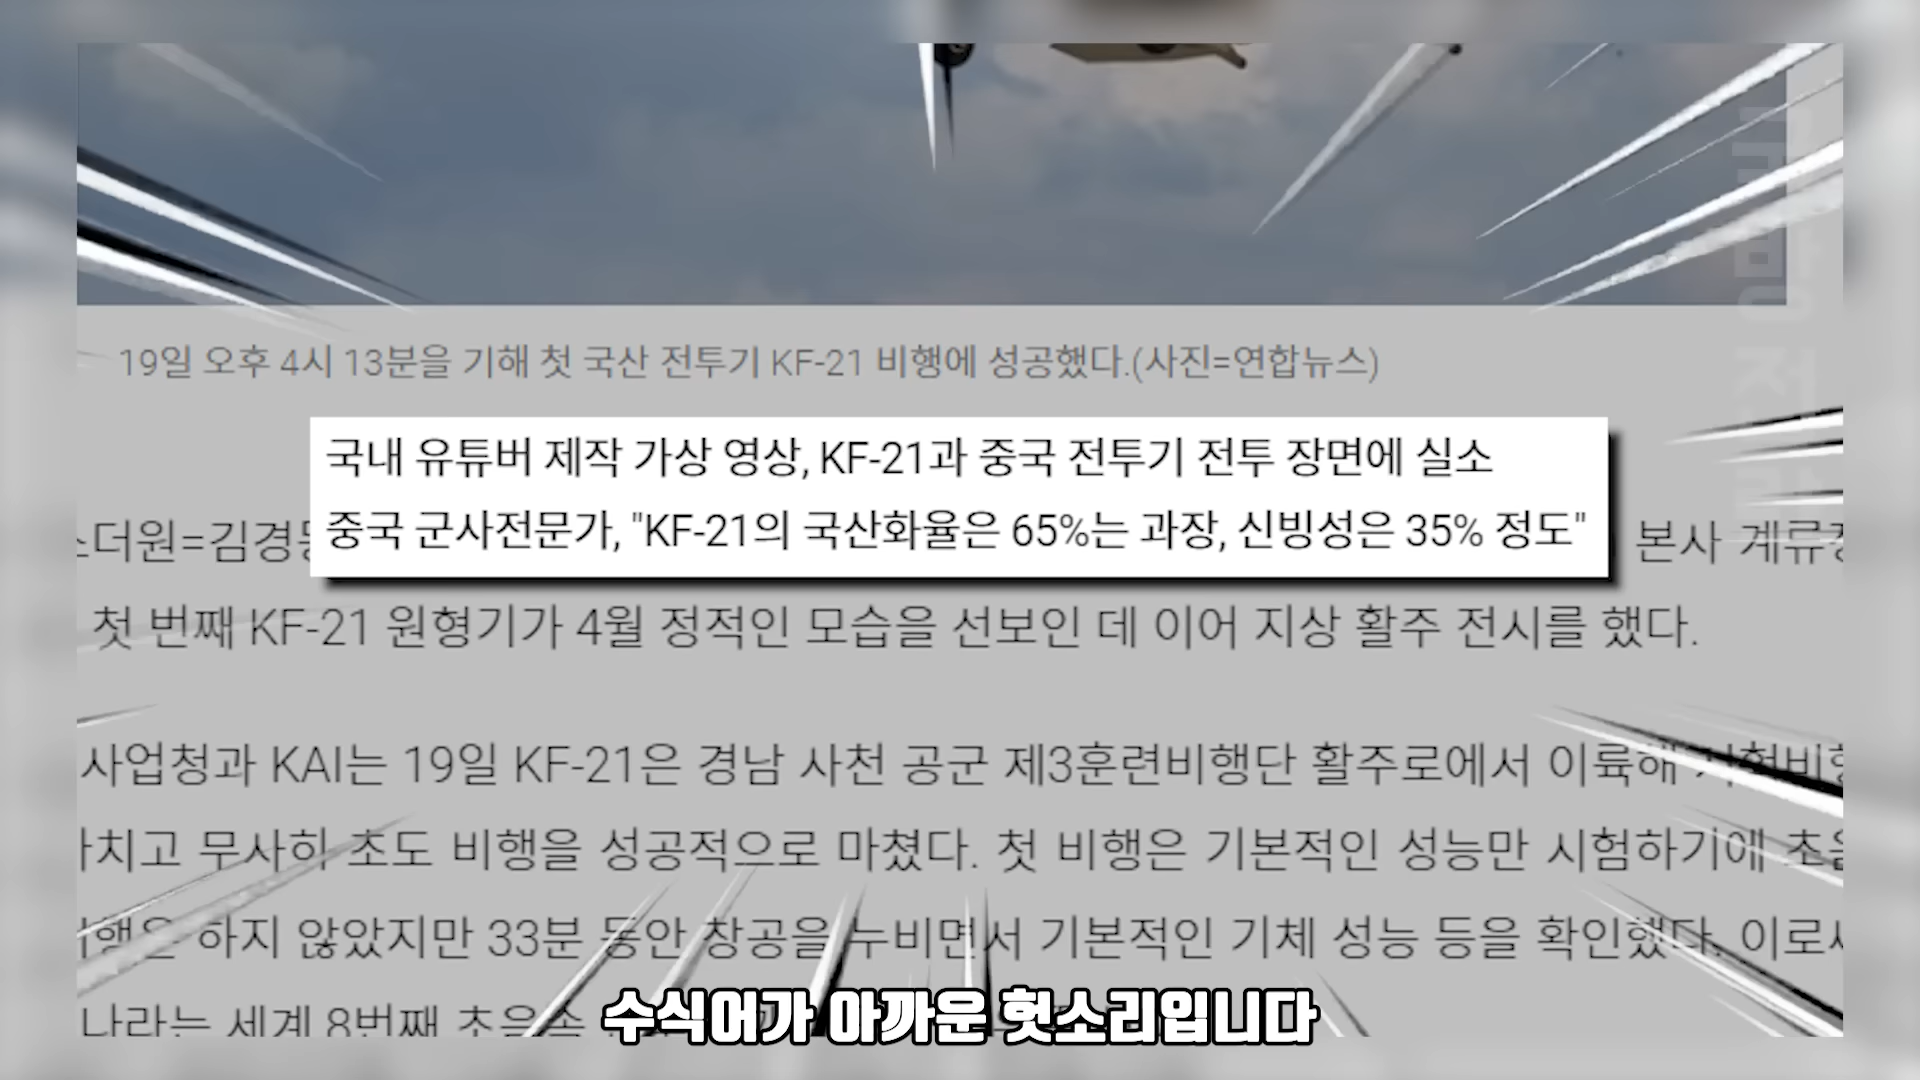 19일 오후 4시 13분을 기해 첫 국산 전투기 KF-21 비행에 성공했다.(사진=연합뉴스)
국내 유튜버 제작 가상 영상, KF-21과 중국 전투기 전투 장면에 실소
중국 군사전문가, "KF-21의 국산화율은 65%는 과장, 신빙성은 35% 정도"
더원=김경 본사 계류
첫 번째 KF-21 원형기가 4월 정적인 모습을 선보인 데 이어 지상 활주 전시를 했다.
사업청과 KAI는 19일 KF-21은 경남 사천 공군 제3훈련비행단 활주로에서 이륙해
치고 무사히 초도 비행을 성공적으로 마쳤다. 첫 비행은 기본적인 성능만 시험하기에
하지 않았지만 33분 동안 창공을 누비면서 기본적인 기체 성능 등을 확인했다. 이로
나라는 세계 8번째 초음속
수식어가 아까운 헛소리입니다